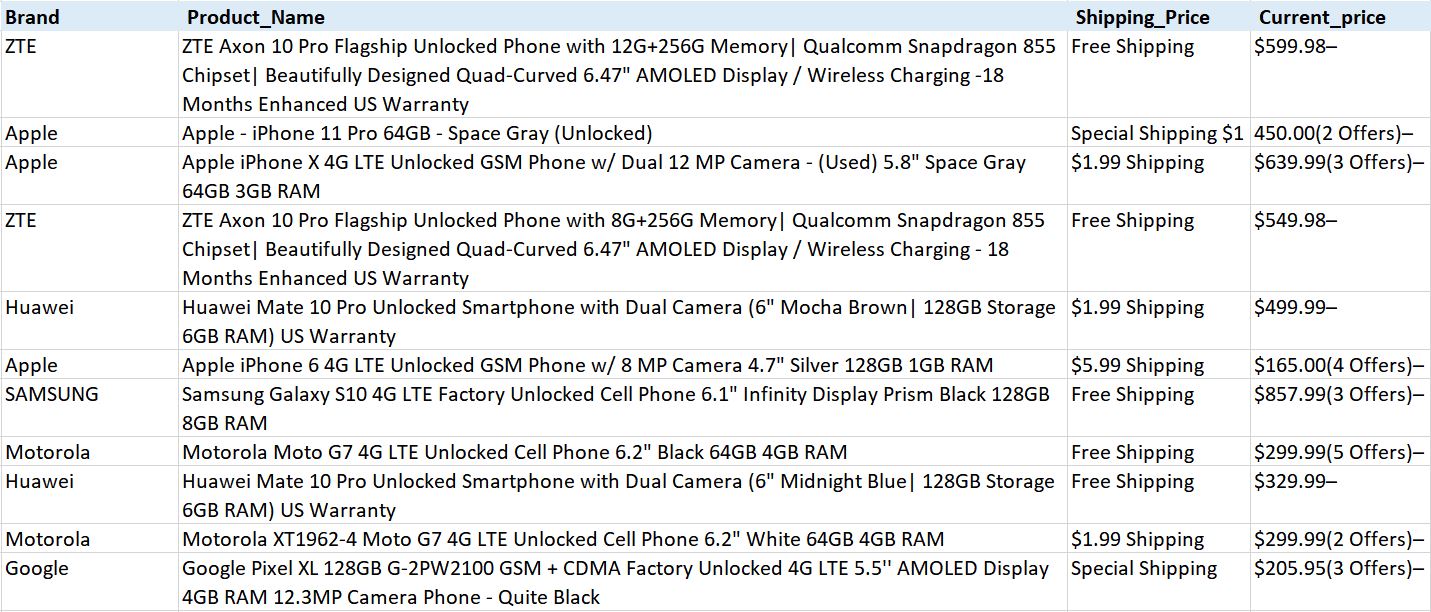 Brand Product_Name Shipping_Price Current_price
ZTE ZTE Axon 10 Pro Flagship Unlocked Phone with 12G+256G Memory| Qualcomm Snapdragon 855 Free Shipping $599.98–
Chipset| Beautifully Designed Quad-Curved 6.47" AMOLED Display / Wireless Charging -18
Months Enhanced US Warranty
Apple Apple - iPhone 11 Pro 64GB - Space Gray (Unlocked) Special Shipping $1 450.00(2 Offers)–
Apple Apple iPhone X 4G LTE Unlocked GSM Phone w/ Dual 12 MP Camera - (Used) 5.8" Space Gray $1.99 Shipping $639.99(3 Offers)–
64GB 3GB RAM
ZTE ZTE Axon 10 Pro Flagship Unlocked Phone with 8G+256G Memory| Qualcomm Snapdragon 855 Free Shipping $549.98–
Chipset| Beautifully Designed Quad-Curved 6.47" AMOLED Display / Wireless Charging - 18
Months Enhanced US Warranty
Huawei Huawei Mate 10 Pro Unlocked Smartphone with Dual Camera (6" Mocha Brown| 128GB Storage $1.99 Shipping $499.99–
6GB RAM) US Warranty
Apple Apple iPhone 6 4G LTE Unlocked GSM Phone w/ 8 MP Camera 4.7" Silver 128GB 1GB RAM $5.99 Shipping $165.00(4 Offers)–
SAMSUNG Samsung Galaxy S10 4G LTE Factory Unlocked Cell Phone 6.1" Infinity Display Prism Black 128GB Free Shipping $857.99(3 Offers)–
8GB RAM
Motorola Motorola Moto G7 4G LTE Unlocked Cell Phone 6.2" Black 64GB 4GB RAM Free Shipping $299.99(5 Offers)–
Huawei Huawei Mate 10 Pro Unlocked Smartphone with Dual Camera (6" Midnight Blue| 128GB Storage Free Shipping $329.99–
6GB RAM) US Warranty
Motorola Motorola XT1962-4 Moto G7 4G LTE Unlocked Cell Phone 6.2" White 64GB 4GB RAM $1.99 Shipping $299.99(2 Offers)–
Google Google Pixel XL 128GB G-2PW2100 GSM + CDMA Factory Unlocked 4G LTE 5.5'' AMOLED Display Special Shipping $205.95(3 Offers)–
4GB RAM 12.3MP Camera Phone - Quite Black